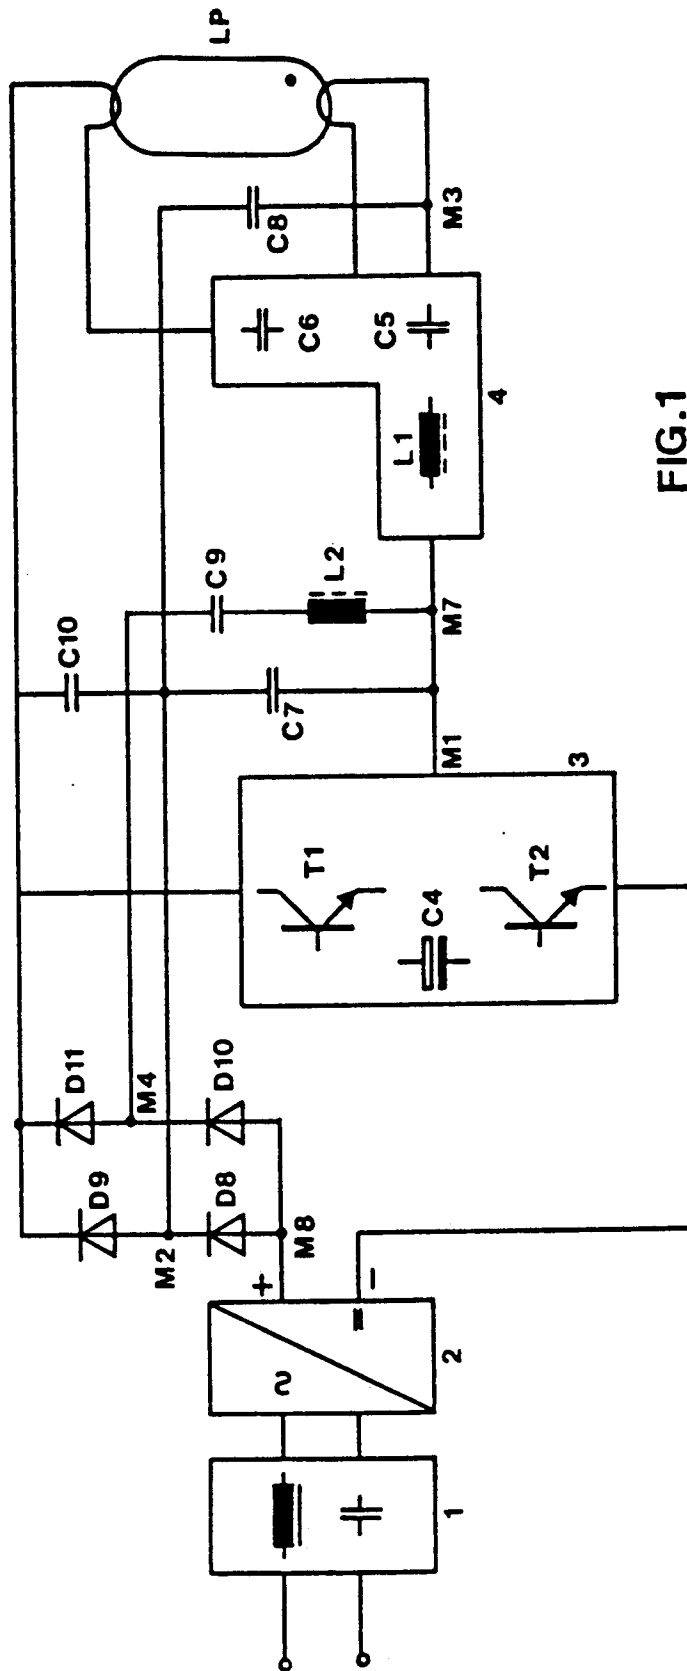 LP
C8
M3
C6
C5
L1
4
C9
L2
M7
C10
C7
M1
3
T1
C4
T2
D11
M4
D10
D9
M2
D8
M8
+
−
~
=
2
1
FIG.1